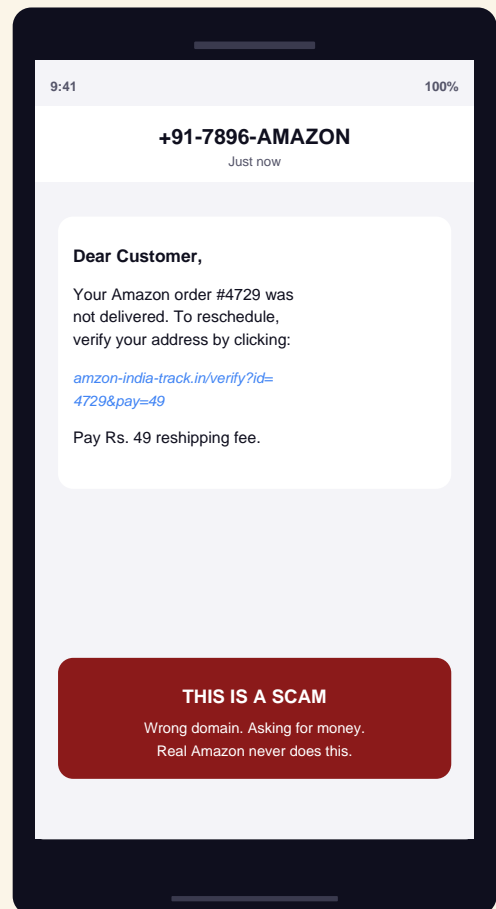 9:41 100%
+91-7896-AMAZON
Just now
Dear Customer,
Your Amazon order #4729 was
not delivered. To reschedule,
verify your address by clicking:
amzon-india-track.in/verify?id=
4729&pay=49
Pay Rs. 49 reshipping fee.
THIS IS A SCAM
Wrong domain. Asking for money.
Real Amazon never does this.